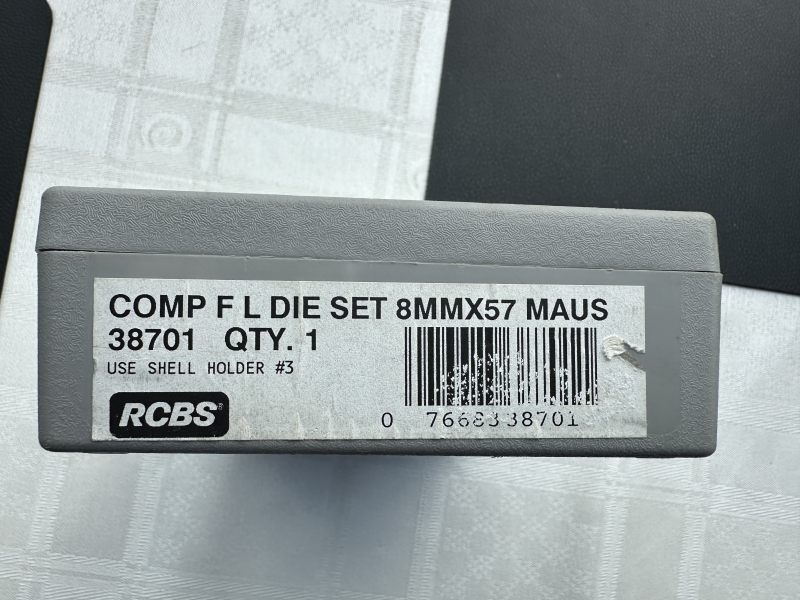 COMP F L DIE SET 8MMX57 MAUS
38701 QTY. 1
USE SHELL HOLDER #3
RCBS®
0 76683 38701